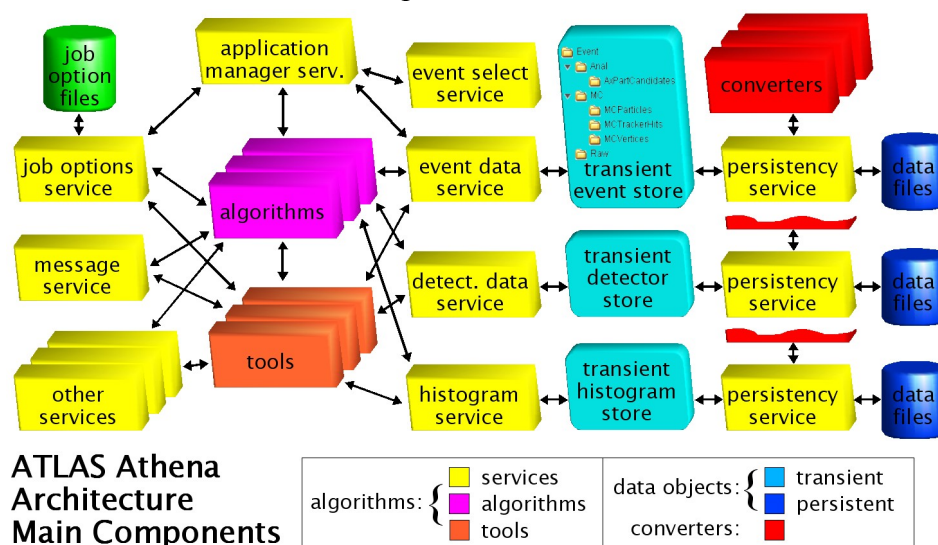 job
option
files
application
manager serv.
event select
service
Event
Anal
AxPartCandidates
MC
MCParticles
MCTrackerHits
MCVertices
Raw
transient
event store
converters
job options
service
algorithms
event data
service
persistency
service
data
files
message
service
detect. data
service
transient
detector
store
persistency
service
data
files
other
services
tools
histogram
service
transient
histogram
store
persistency
service
data
files
ATLAS Athena
Architecture
Main Components
algorithms:
services
algorithms
tools
data objects:
transient
persistent
converters: